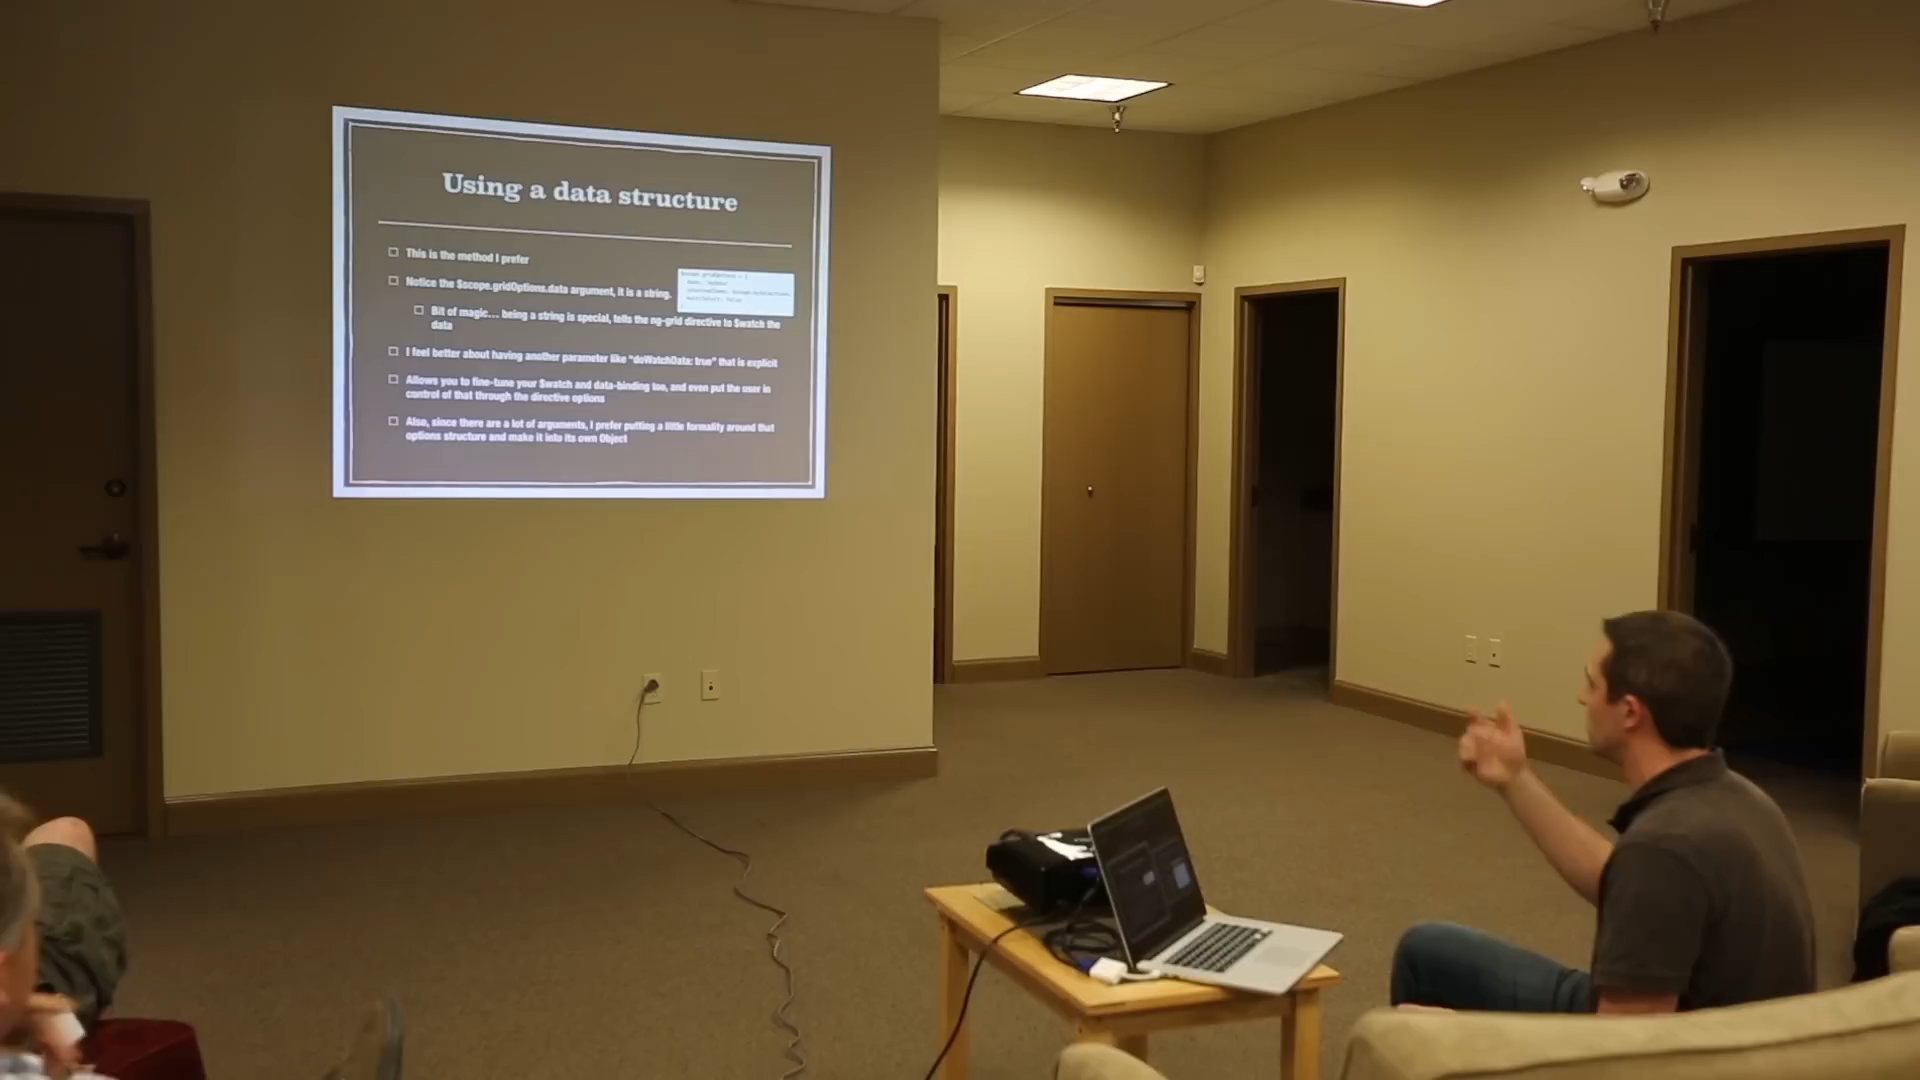 Using a data structure
This is the method I prefer
Notice the $scope.gridOptions.data argument, it is a string.
Bit of magic... being a string is special, tells the ng-grid directive to $watch the
data
I feel better about having another parameter like "doWatchData: true" that is explicit
Allows you to fine-tune your $watch and data-binding too, and even put the user in
control of that through the directive options
Also, since there are a lot of arguments, I prefer putting a little formality around that
options structure and make it into its own Object